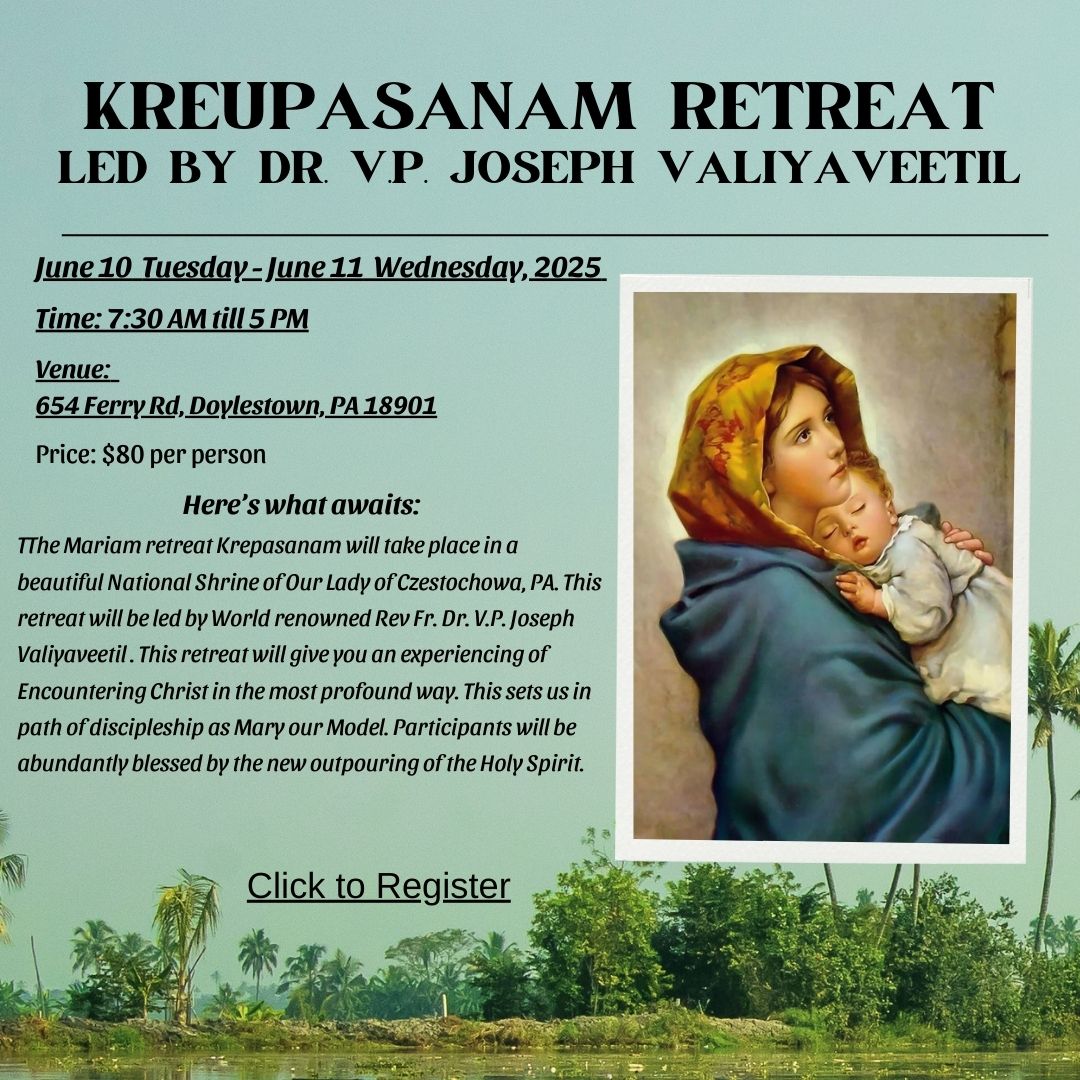 KREUPASANAM RETREAT
LED BY DR. V.P. JOSEPH VALIYAVEETIL
June 10 Tuesday - June 11 Wednesday, 2025
Time: 7:30 AM till 5 PM
Venue:
654 Ferry Rd, Doylestown, PA 18901
Price: $80 per person
Here's what awaits:
TThe Mariam retreat Krepasanam will take place in a
beautiful National Shrine of Our Lady of Czestochowa, PA. This
retreat will be led by World renowned Rev Fr. Dr. V.P. Joseph
Valiyaveetil . This retreat will give you an experiencing of
Encountering Christ in the most profound way. This sets us in
path of discipleship as Mary our Model. Participants will be
abundantly blessed by the new outpouring of the Holy Spirit.
Click to Register